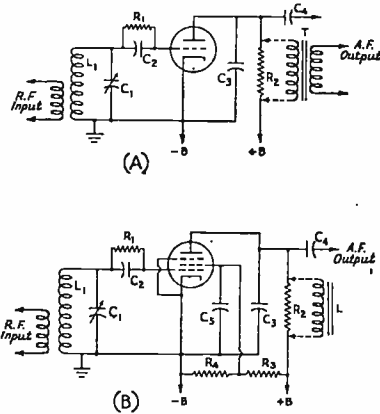 R1
C4
T
L1
C2
A.F.
Output
R.F.
Input
C1
C3
R2
-B
+B
(A)
R1
C4
A.F.
Output
L1
C2
R.F.
Input
C1
C5
C3
R2
L
R4
R3
-B
+B
(B)